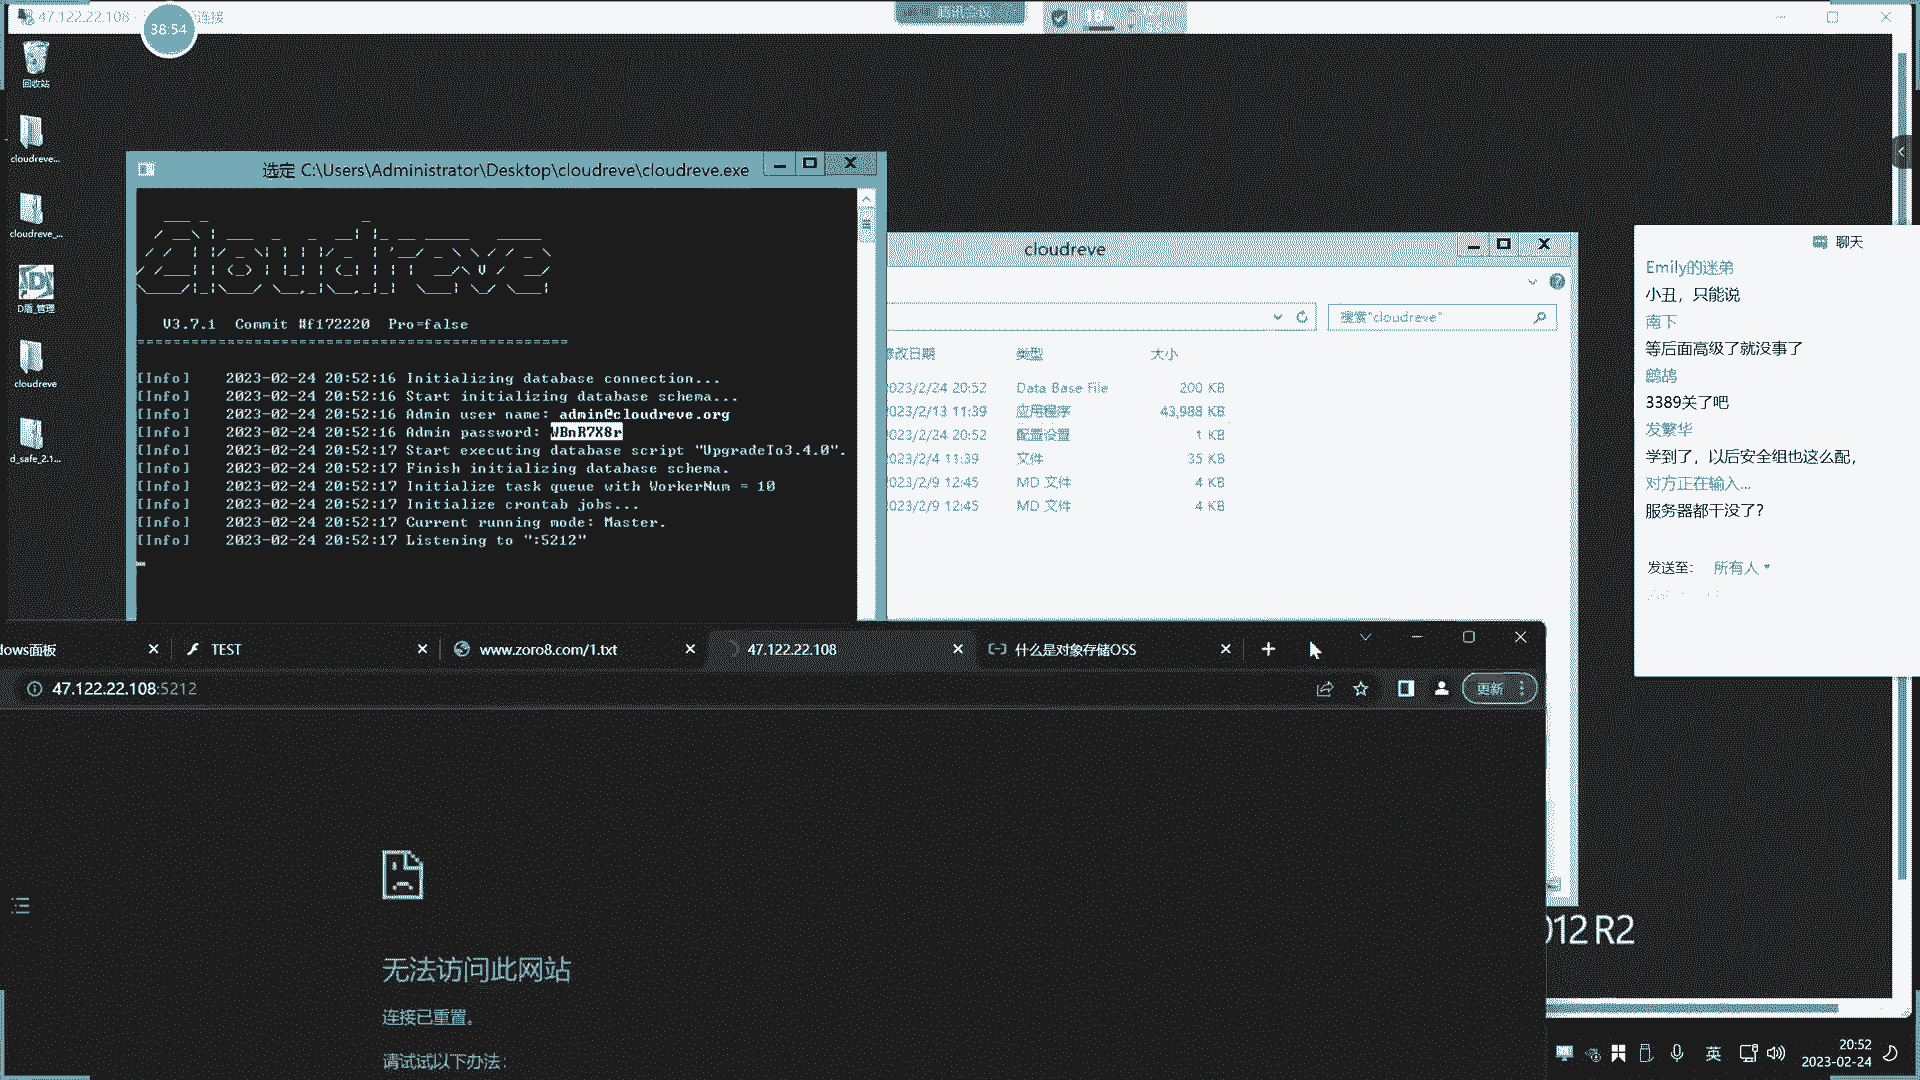 47.122.22.108
连接
38:54
腾讯会议
18
回收站
cloudreve...
cloudreve_...
D盾_管理
cloudreve
d_safe_2.1...
选定 C:\Users\Administrator\Desktop\cloudreve\cloudreve.exe
Cloudreve
V3.7.1  Commit #f172220  Pro=false
================================================
[Info]    2023-02-24 20:52:16 Initializing database connection...
[Info]    2023-02-24 20:52:16 Start initializing database schema...
[Info]    2023-02-24 20:52:16 Admin user name: admin@cloudreve.org
[Info]    2023-02-24 20:52:16 Admin password: WBnR7X8r
[Info]    2023-02-24 20:52:17 Start executing database script "UpgradeTo3.4.0".
[Info]    2023-02-24 20:52:17 Finish initializing database schema.
[Info]    2023-02-24 20:52:17 Initialize task queue with WorkerNum = 10
[Info]    2023-02-24 20:52:17 Initialize crontab jobs...
[Info]    2023-02-24 20:52:17 Current running mode: Master.
[Info]    2023-02-24 20:52:17 Listening to ":5212"
cloudreve
搜索"cloudreve"
修改日期 类型 大小
2023/2/24 20:52 Data Base File 200 KB
2023/2/13 11:39 应用程序 43,988 KB
2023/2/24 20:52 配置设置 1 KB
2023/2/4 11:39 文件 35 KB
2023/2/9 12:45 MD 文件 4 KB
2023/2/9 12:45 MD 文件 4 KB
聊天
Emily的迷弟
小丑，只能说
南下
等后面高级了就没事了
鹧鸪
3389关了吧
发繁华
学到了，以后安全组也这么配，
对方正在输入...
服务器都干没了？
发送至： 所有人
dows面板
TEST
www.zoro8.com/1.txt
47.122.22.108
什么是对象存储OSS
47.122.22.108:5212
更新
无法访问此网站
连接已重置。
请试试以下办法：
012 R2
英
20:52
2023-02-24